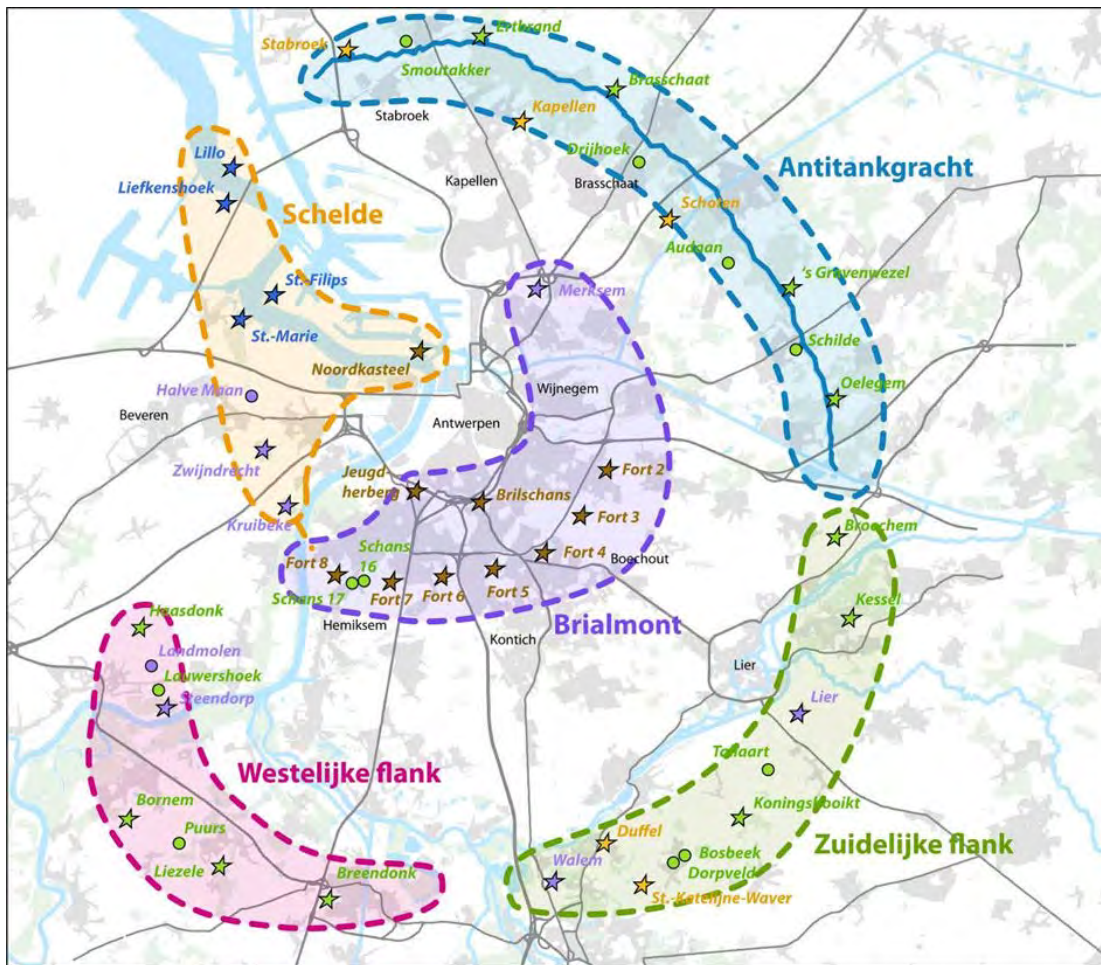 Ertbrand
Stabroek
Smoutakker
Brasschaat
Kapellen
Stabroek
Drijhoek
Antitankgracht
Lillo
Kapellen
Brasschaat
Liefkenshoek
Schelde
Schoten
Audaan
St.-Filips
's Gravenwezel
Merksem
St.-Marie
Schilde
Noordkasteel
Wijnegem
Halve Maan
Oelegem
Beveren
Antwerpen
Zwijndrecht
Jeugd-
herberg
Fort 2
Brilschans
Kruibeke
Fort 3
Broechem
Schans
16
Fort 4
Boechout
Fort 8
Schans 17
Fort 7
Fort 6
Fort 5
Kessel
Haasdonk
Hemiksem
Brialmont
Kontich
Landmolen
Lier
Lauwershoek
Steendorp
Lier
Tallaart
Westelijke flank
Bornem
Koningshooikt
Puurs
Duffel
Zuidelijke flank
Liezele
Breendonk
Walem
Bosbeek
Dorpveld
St.-Katelijne-Waver